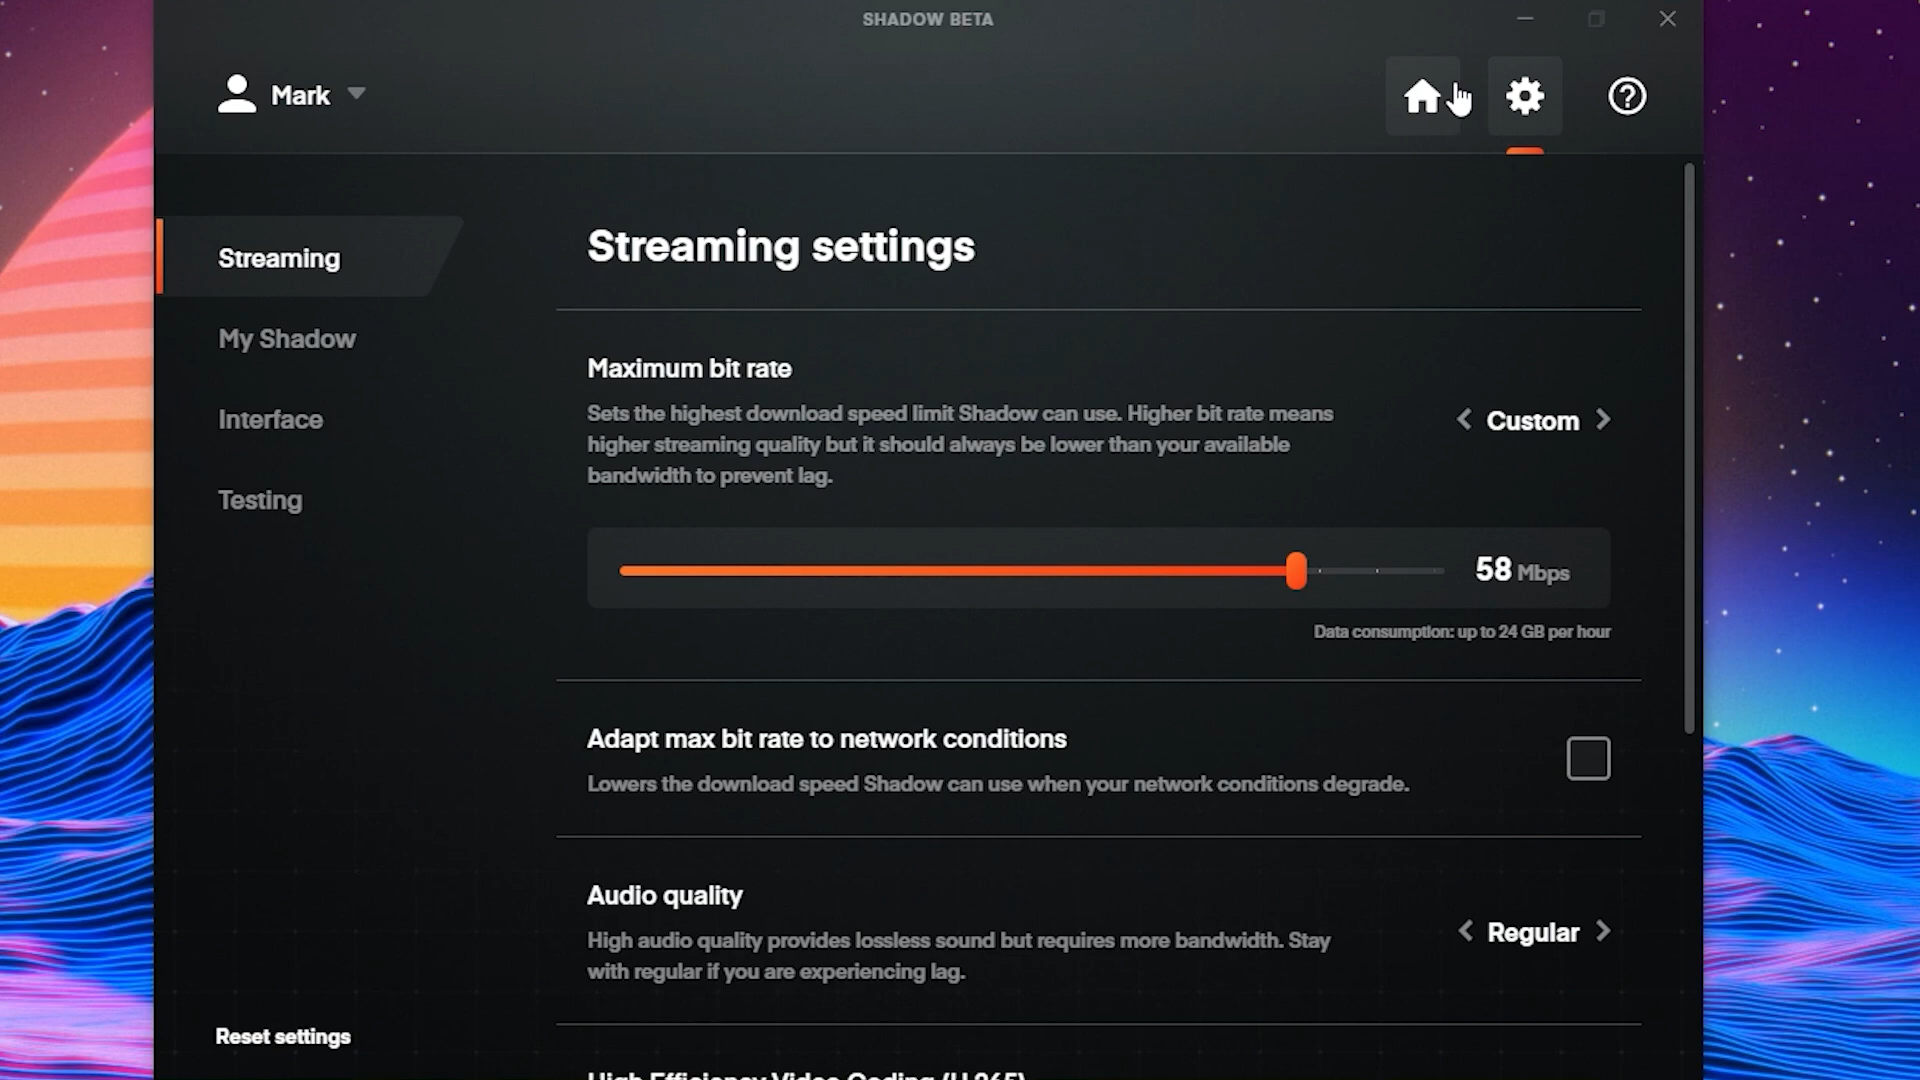 SHADOW BETA
Mark
Streaming
My Shadow
Interface
Testing
Reset settings
Streaming settings
Maximum bit rate
Sets the highest download speed limit Shadow can use. Higher bit rate means
higher streaming quality but it should always be lower than your available
bandwidth to prevent lag.
Custom
58 Mbps
Data consumption: up to 24 GB per hour
Adapt max bit rate to network conditions
Lowers the download speed Shadow can use when your network conditions degrade.
Audio quality
High audio quality provides lossless sound but requires more bandwidth. Stay
with regular if you are experiencing lag.
Regular
High Efficiency Video Coding (H.265)